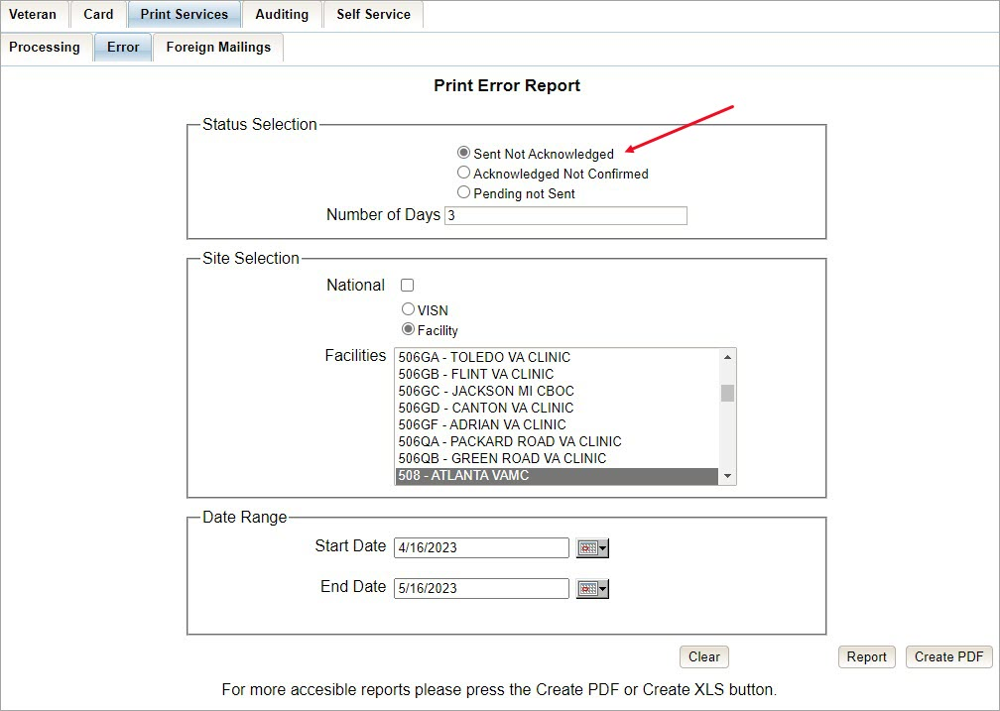 Veteran Card Print Services Auditing Self Service
Processing Error Foreign Mailings
Print Error Report
Status Selection
Sent Not Acknowledged
Acknowledged Not Confirmed
Pending not Sent
Number of Days 3
Site Selection
National
VISN
Facility
Facilities
506GA - TOLEDO VA CLINIC
506GB - FLINT VA CLINIC
506GC - JACKSON MI CBOC
506GD - CANTON VA CLINIC
506GF - ADRIAN VA CLINIC
506QA - PACKARD ROAD VA CLINIC
506QB - GREEN ROAD VA CLINIC
508 - ATLANTA VAMC
Date Range
Start Date 4/16/2023
End Date 5/16/2023
Clear Report Create PDF
For more accesible reports please press the Create PDF or Create XLS button.